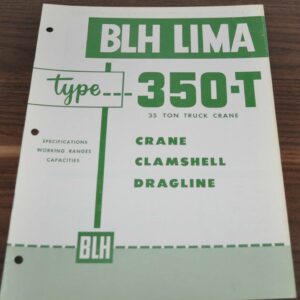 BLH LIMA
type 350-T
35 TON TRUCK CRANE
SPECIFICATIONS
WORKING RANGES
CAPACITIES
CRANE
CLAMSHELL
DRAGLINE
BLH